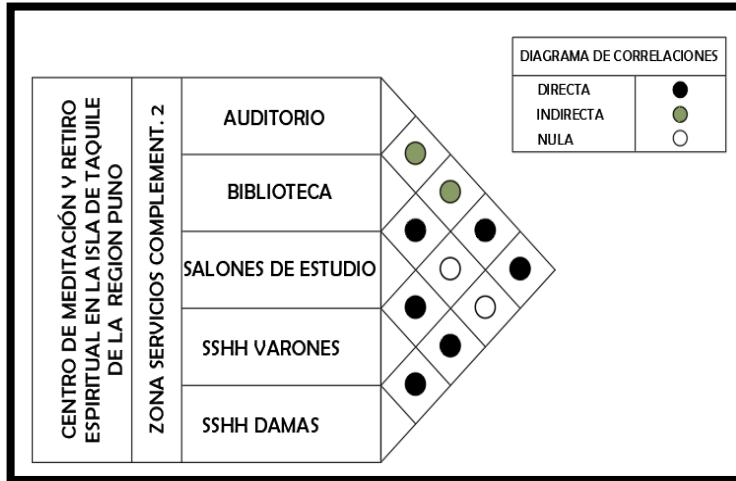 CENTRO DE MEDITACIÓN Y RETIRO
ESPIRITUAL EN LA ISLA DE TAQUILE
DE LA REGION PUNO
ZONA SERVICIOS COMPLEMENT. 2
AUDITORIO
BIBLIOTECA
SALONES DE ESTUDIO
SSHH VARONES
SSHH DAMAS
DIAGRAMA DE CORRELACIONES
DIRECTA
INDIRECTA
NULA